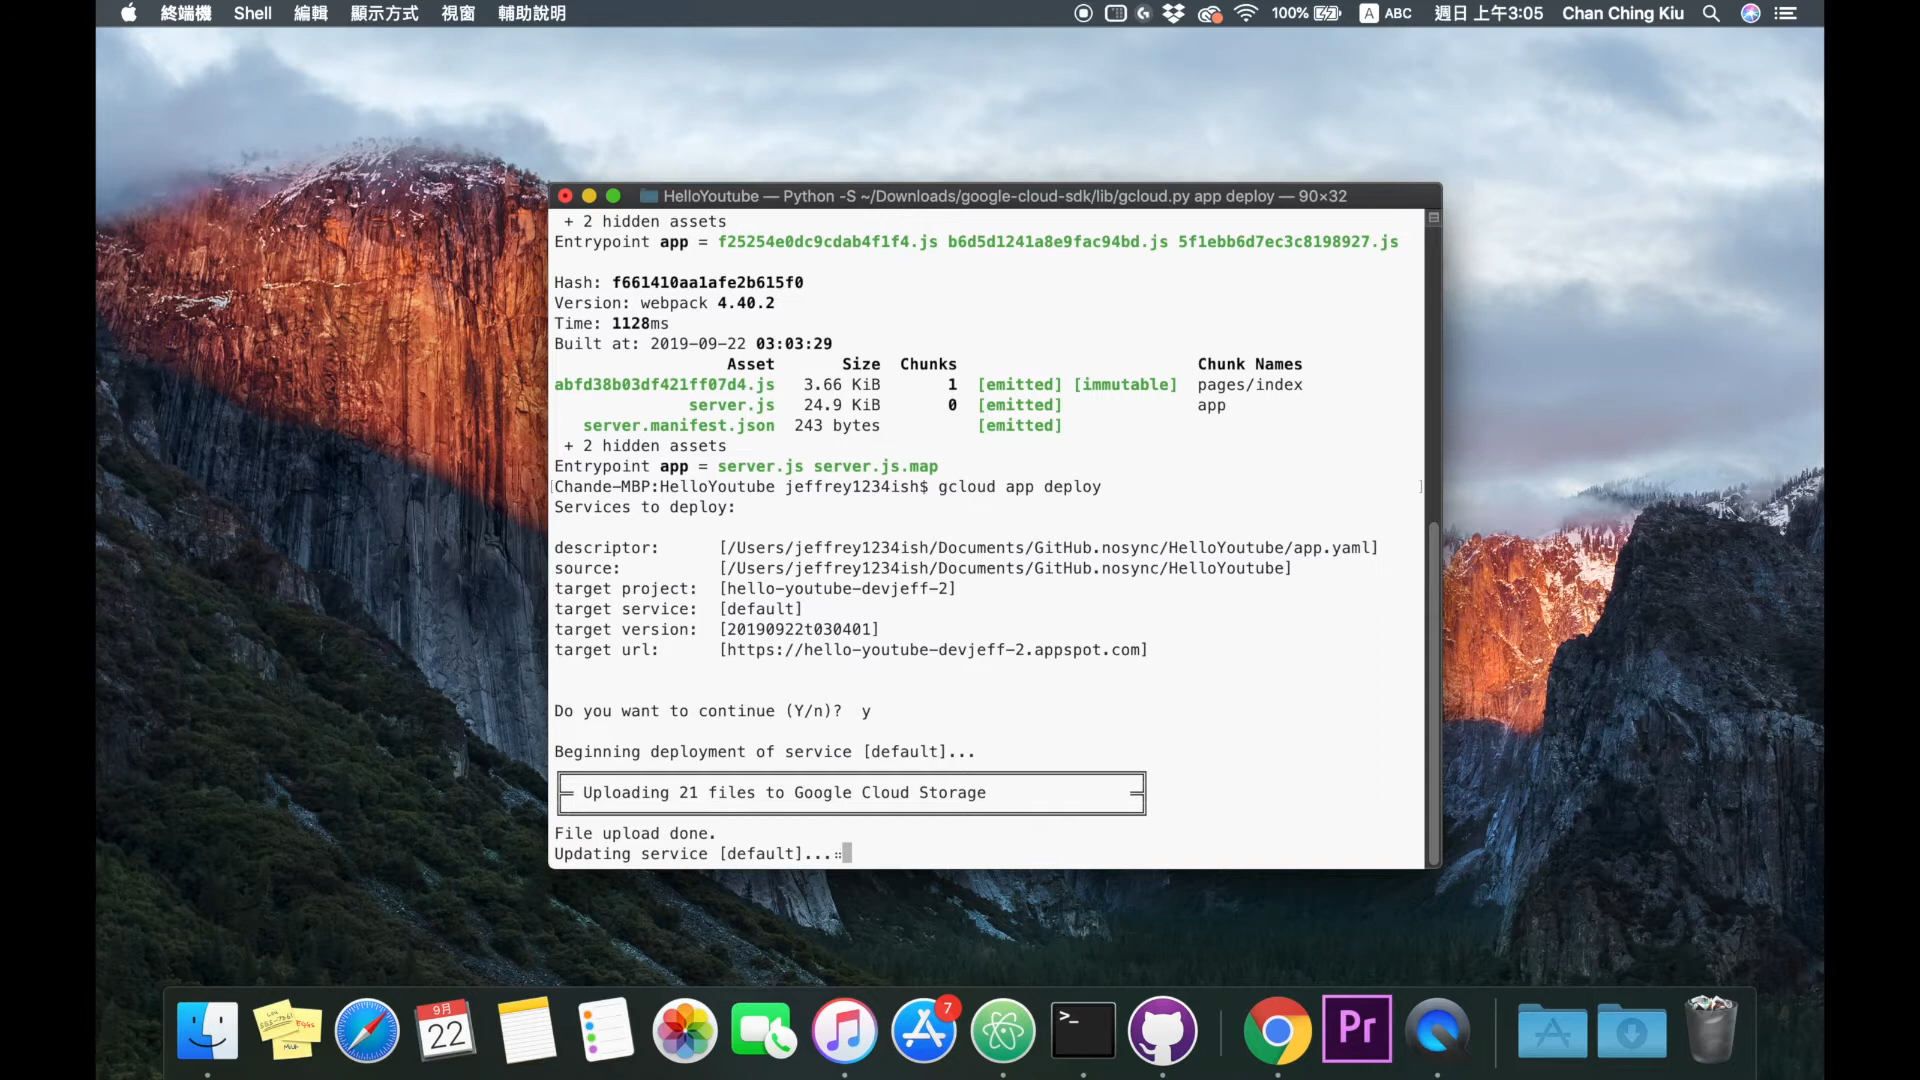 終端機 Shell 編輯 顯示方式 視窗 輔助說明 100% A ABC 週日 上午3:05 Chan Ching Kiu
HelloYoutube — Python -S ~/Downloads/google-cloud-sdk/lib/gcloud.py app deploy — 90×32
+ 2 hidden assets
Entrypoint app = f25254e0dc9cdab4f1f4.js b6d5d1241a8e9fac94bd.js 5f1ebb6d7ec3c8198927.js
Hash: f661410aa1afe2b615f0
Version: webpack 4.40.2
Time: 1128ms
Built at: 2019-09-22 03:03:29
Asset Size Chunks Chunk Names
abfd38b03df421ff07d4.js 3.66 KiB 1 [emitted] [immutable] pages/index
server.js 24.9 KiB 0 [emitted] app
server.manifest.json 243 bytes [emitted]
+ 2 hidden assets
Entrypoint app = server.js server.js.map
[Chande-MBP:HelloYoutube jeffrey1234ish$ gcloud app deploy ]
Services to deploy:
descriptor: [/Users/jeffrey1234ish/Documents/GitHub.nosync/HelloYoutube/app.yaml]
source: [/Users/jeffrey1234ish/Documents/GitHub.nosync/HelloYoutube]
target project: [hello-youtube-devjeff-2]
target service: [default]
target version: [20190922t030401]
target url: [https://hello-youtube-devjeff-2.appspot.com]
Do you want to continue (Y/n)? y
Beginning deployment of service [default]...
Uploading 21 files to Google Cloud Storage
File upload done.
Updating service [default]...
9月
22
7
>_
Pr